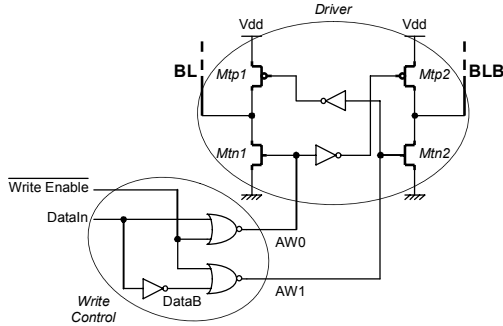 Driver
Vdd
Vdd
BL
Mtp1
Mtp2
BLB
Mtn1
Mtn2
Write Enable
DataIn
AW0
DataB
AW1
Write
Control